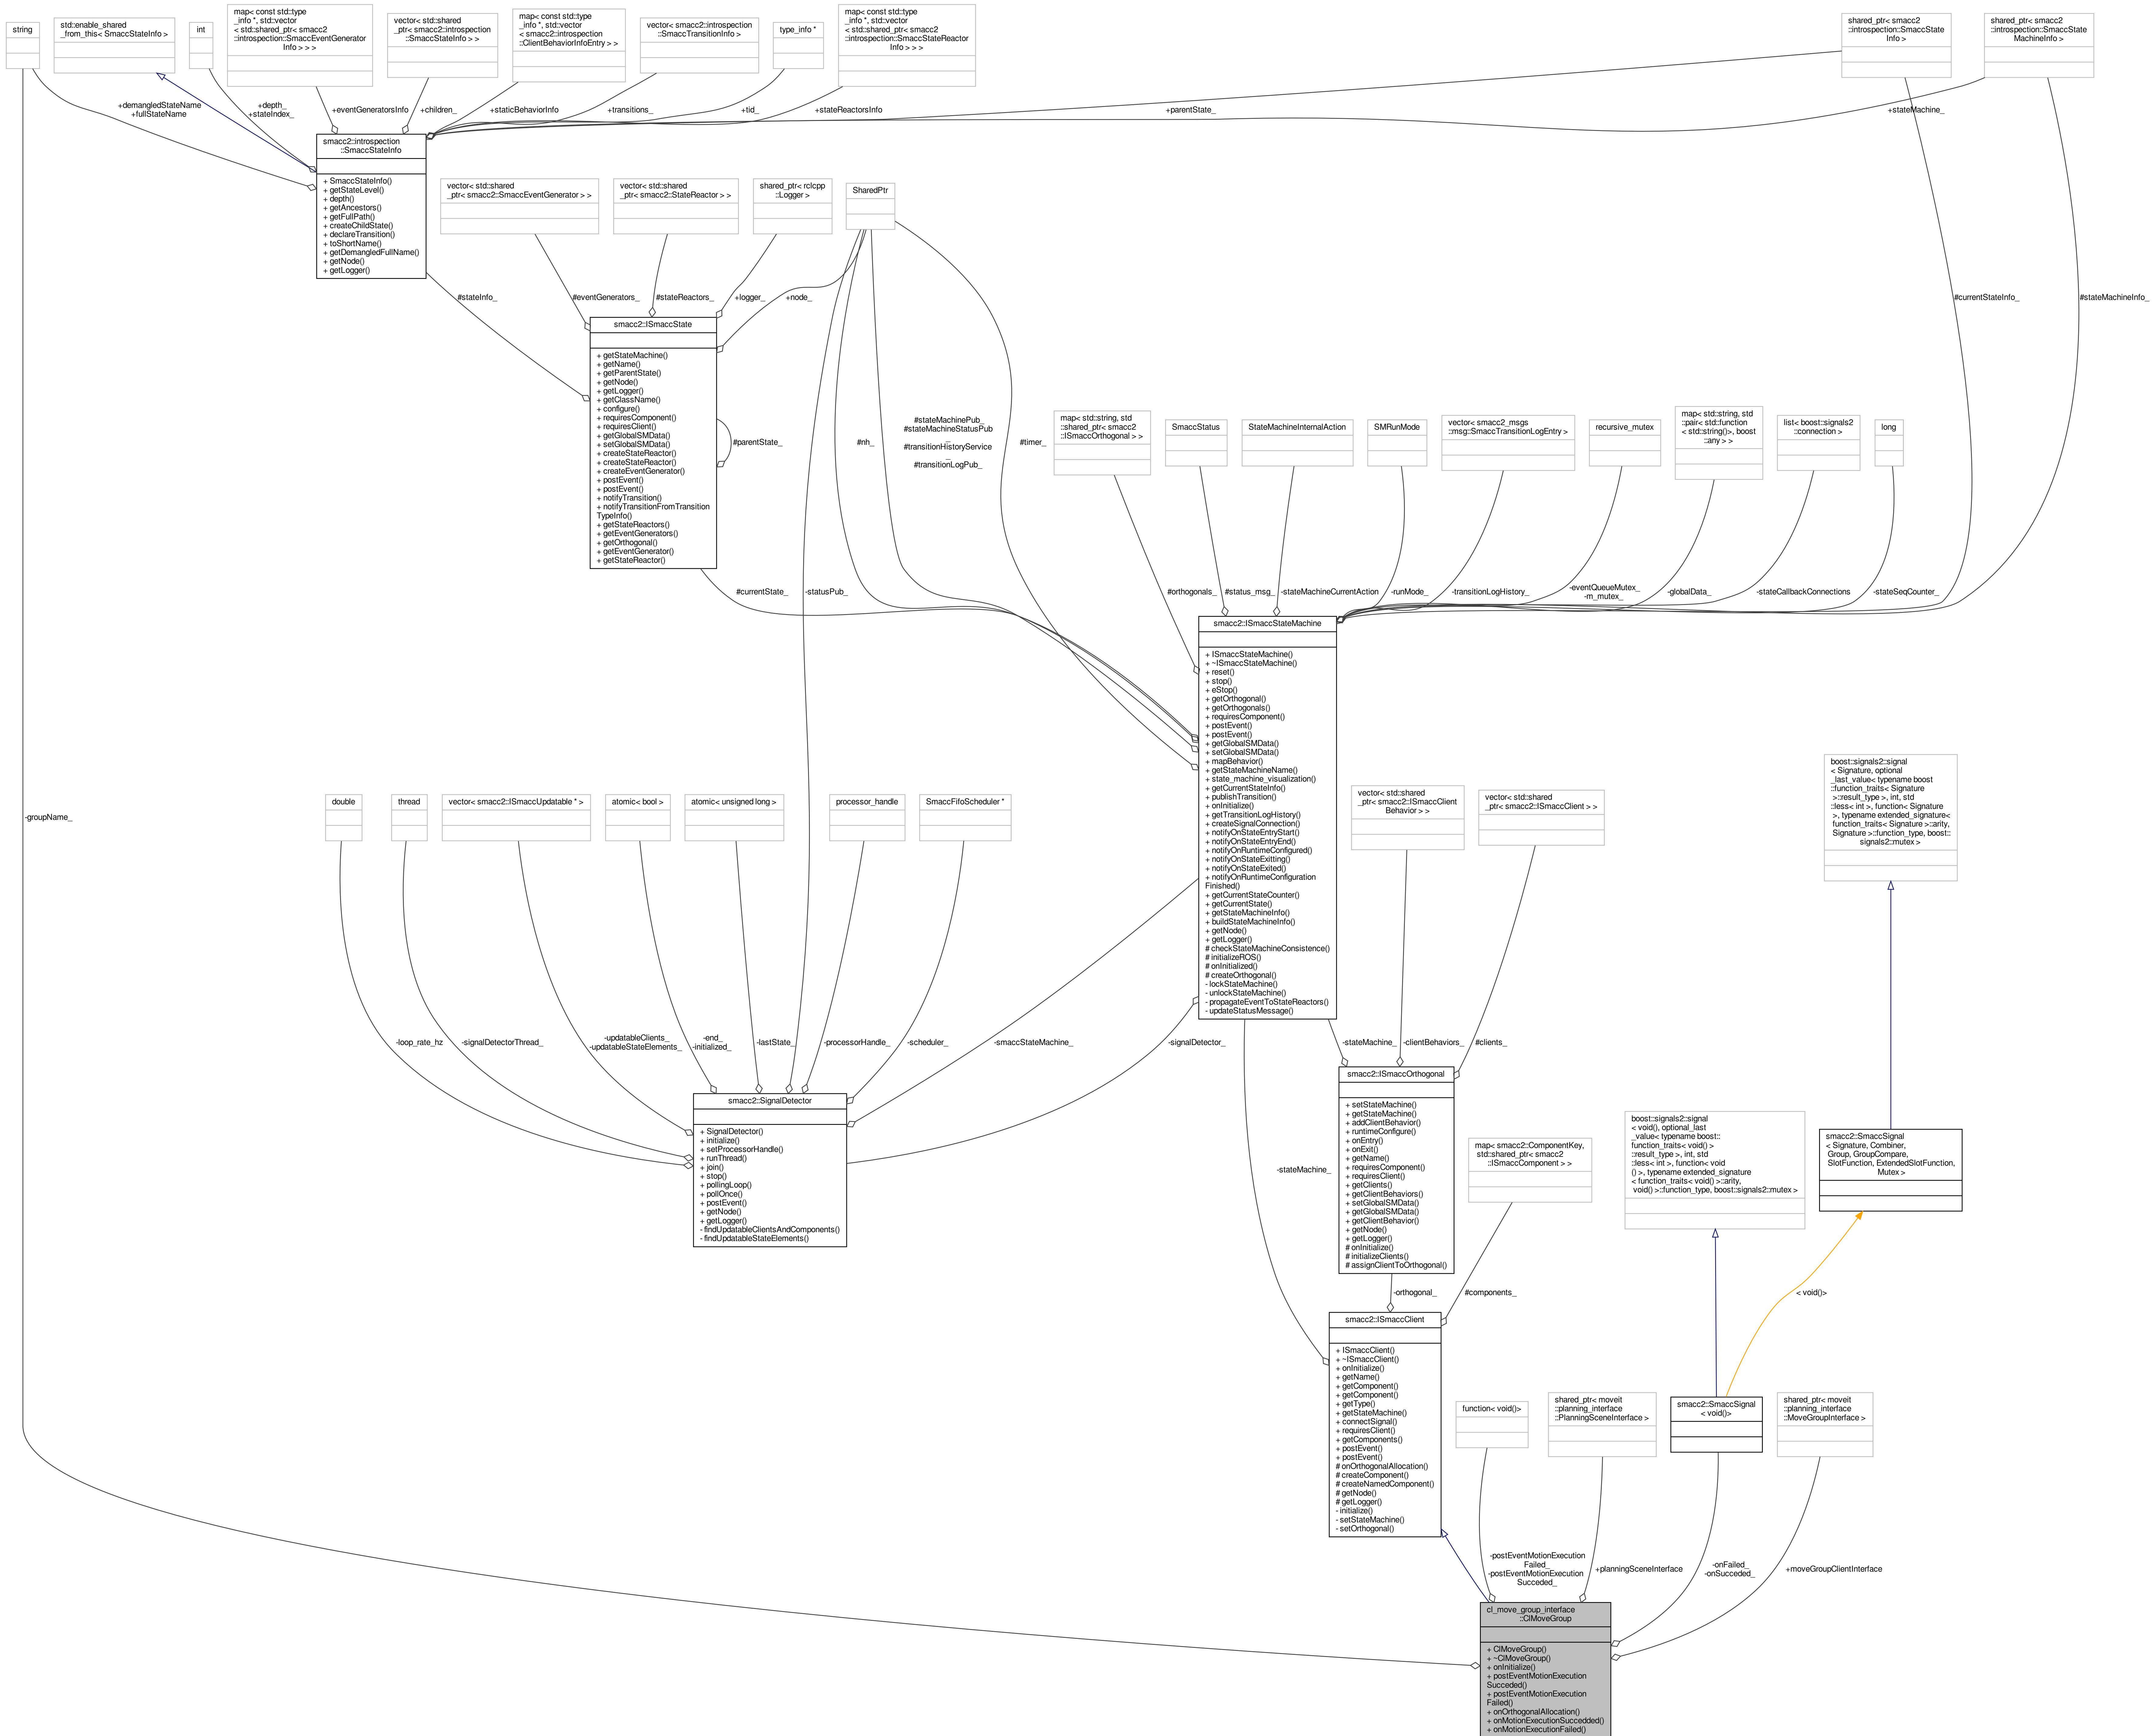 string
std::enable_shared
_from_this< SmaccStateInfo >
int
map< const std::type
_info *, std::vector
< std::shared_ptr< smacc2
::introspection::SmaccEventGenerator
Info > > >
vector< std::shared
_ptr< smacc2::introspection
::SmaccStateInfo > >
map< const std::type
_info *, std::vector
< smacc2::introspection
::ClientBehaviorInfoEntry > >
vector< smacc2::introspection
::SmaccTransitionInfo >
type_info *
map< const std::type
_info *, std::vector
< std::shared_ptr< smacc2
::introspection::SmaccStateReactor
Info > > >
shared_ptr< smacc2
::introspection::SmaccState
Info >
shared_ptr< smacc2
::introspection::SmaccState
MachineInfo >
+demangledStateName
+fullStateName
+depth_
+stateIndex_
+eventGeneratorsInfo
+children_
+staticBehaviorInfo
+transitions_
+tid_
+stateReactorsInfo
+parentState_
+stateMachine_
smacc2::introspection
::SmaccStateInfo
+ SmaccStateInfo()
+ getStateLevel()
+ depth()
+ getAncestors()
+ getFullPath()
+ createChildState()
+ declareTransition()
+ toShortName()
+ getDemangledFullName()
+ getNode()
+ getLogger()
vector< std::shared
_ptr< smacc2::SmaccEventGenerator > >
vector< std::shared
_ptr< smacc2::StateReactor > >
shared_ptr< rclcpp
::Logger >
SharedPtr
#stateInfo_
#eventGenerators_
#stateReactors_
+logger_
+node_
#currentStateInfo_
#stateMachineInfo_
smacc2::ISmaccState
+ getStateMachine()
+ getName()
+ getParentState()
+ getNode()
+ getLogger()
+ getClassName()
+ configure()
+ requiresComponent()
+ requiresClient()
+ getGlobalSMData()
+ setGlobalSMData()
+ createStateReactor()
+ createStateReactor()
+ createEventGenerator()
+ postEvent()
+ postEvent()
+ notifyTransition()
+ notifyTransitionFromTransition
TypeInfo()
+ getStateReactors()
+ getEventGenerators()
+ getOrthogonal()
+ getEventGenerator()
+ getStateReactor()
#parentState_
#nh_
#stateMachinePub_
#stateMachineStatusPub
_
#transitionHistoryService
_
#transitionLogPub_
#timer_
map< std::string, std
::shared_ptr< smacc2
::ISmaccOrthogonal > >
SmaccStatus
StateMachineInternalAction
SMRunMode
vector< smacc2_msgs
::msg::SmaccTransitionLogEntry >
recursive_mutex
map< std::string, std
::pair< std::function
< std::string()>, boost
::any > >
list< boost::signals2
::connection >
long
#currentState_
-statusPub_
#orthogonals_
#status_msg_
-stateMachineCurrentAction
-runMode_
-transitionLogHistory_
-eventQueueMutex_
-m_mutex_
-globalData_
-stateCallbackConnections
-stateSeqCounter_
smacc2::ISmaccStateMachine
+ ISmaccStateMachine()
+ ~ISmaccStateMachine()
+ reset()
+ stop()
+ eStop()
+ getOrthogonal()
+ getOrthogonals()
+ requiresComponent()
+ postEvent()
+ postEvent()
+ getGlobalSMData()
+ setGlobalSMData()
+ mapBehavior()
+ getStateMachineName()
+ state_machine_visualization()
+ getCurrentStateInfo()
+ publishTransition()
+ onInitialize()
+ getTransitionLogHistory()
+ createSignalConnection()
+ notifyOnStateEntryStart()
+ notifyOnStateEntryEnd()
+ notifyOnRuntimeConfigured()
+ notifyOnStateExitting()
+ notifyOnStateExited()
+ notifyOnRuntimeConfiguration
Finished()
+ getCurrentStateCounter()
+ getCurrentState()
+ getStateMachineInfo()
+ buildStateMachineInfo()
+ getNode()
+ getLogger()
# checkStateMachineConsistence()
# initializeROS()
# onInitialized()
# createOrthogonal()
- lockStateMachine()
- unlockStateMachine()
- propagateEventToStateReactors()
- updateStatusMessage()
double
thread
vector< smacc2::ISmaccUpdatable * >
atomic< bool >
atomic< unsigned long >
processor_handle
SmaccFifoScheduler *
vector< std::shared
_ptr< smacc2::ISmaccClient
Behavior > >
vector< std::shared
_ptr< smacc2::ISmaccClient > >
boost::signals2::signal
< Signature, optional
_last_value< typename boost
::function_traits< Signature
>::result_type >, int, std
::less< int >, function< Signature
>, typename extended_signature<
function_traits< Signature >::arity,
Signature >::function_type, boost::
signals2::mutex >
-groupName_
-loop_rate_hz
-signalDetectorThread_
-updatableClients_
-updatableStateElements_
-end_
-initialized_
-lastState_
-processorHandle_
-scheduler_
-smaccStateMachine_
-signalDetector_
-stateMachine_
-clientBehaviors_
#clients_
smacc2::SignalDetector
+ SignalDetector()
+ initialize()
+ setProcessorHandle()
+ runThread()
+ join()
+ stop()
+ pollingLoop()
+ pollOnce()
+ postEvent()
+ getNode()
+ getLogger()
- findUpdatableClientsAndComponents()
- findUpdatableStateElements()
smacc2::ISmaccOrthogonal
+ setStateMachine()
+ getStateMachine()
+ addClientBehavior()
+ runtimeConfigure()
+ onEntry()
+ onExit()
+ getName()
+ requiresComponent()
+ requiresClient()
+ getClients()
+ getClientBehaviors()
+ setGlobalSMData()
+ getGlobalSMData()
+ getClientBehavior()
+ getNode()
+ getLogger()
# onInitialize()
# initializeClients()
# assignClientToOrthogonal()
map< smacc2::ComponentKey,
std::shared_ptr< smacc2
::ISmaccComponent > >
boost::signals2::signal
< void(), optional_last
_value< typename boost::
function_traits< void()
>::result_type >, int, std
::less< int >, function< void
() >, typename extended_signature
< function_traits< void() >::arity,
void() >::function_type, boost::signals2::mutex >
smacc2::SmaccSignal
< Signature, Combiner,
Group, GroupCompare,
SlotFunction, ExtendedSlotFunction,
Mutex >
-stateMachine_
-orthogonal_
#components_
< void()>
smacc2::ISmaccClient
+ ISmaccClient()
+ ~ISmaccClient()
+ onInitialize()
+ getName()
+ getComponent()
+ getComponent()
+ getType()
+ getStateMachine()
+ connectSignal()
+ requiresClient()
+ getComponents()
+ postEvent()
+ postEvent()
# onOrthogonalAllocation()
# createComponent()
# createNamedComponent()
# getNode()
# getLogger()
- initialize()
- setStateMachine()
- setOrthogonal()
function< void()>
shared_ptr< moveit
::planning_interface
::PlanningSceneInterface >
smacc2::SmaccSignal
< void()>
shared_ptr< moveit
::planning_interface
::MoveGroupInterface >
-postEventMotionExecution
Failed_
-postEventMotionExecution
Succeded_
+planningSceneInterface
-onFailed_
-onSucceded_
+moveGroupClientInterface
cl_move_group_interface
::ClMoveGroup
+ ClMoveGroup()
+ ~ClMoveGroup()
+ onInitialize()
+ postEventMotionExecution
Succeded()
+ postEventMotionExecution
Failed()
+ onOrthogonalAllocation()
+ onMotionExecutionSuccedded()
+ onMotionExecutionFailed()